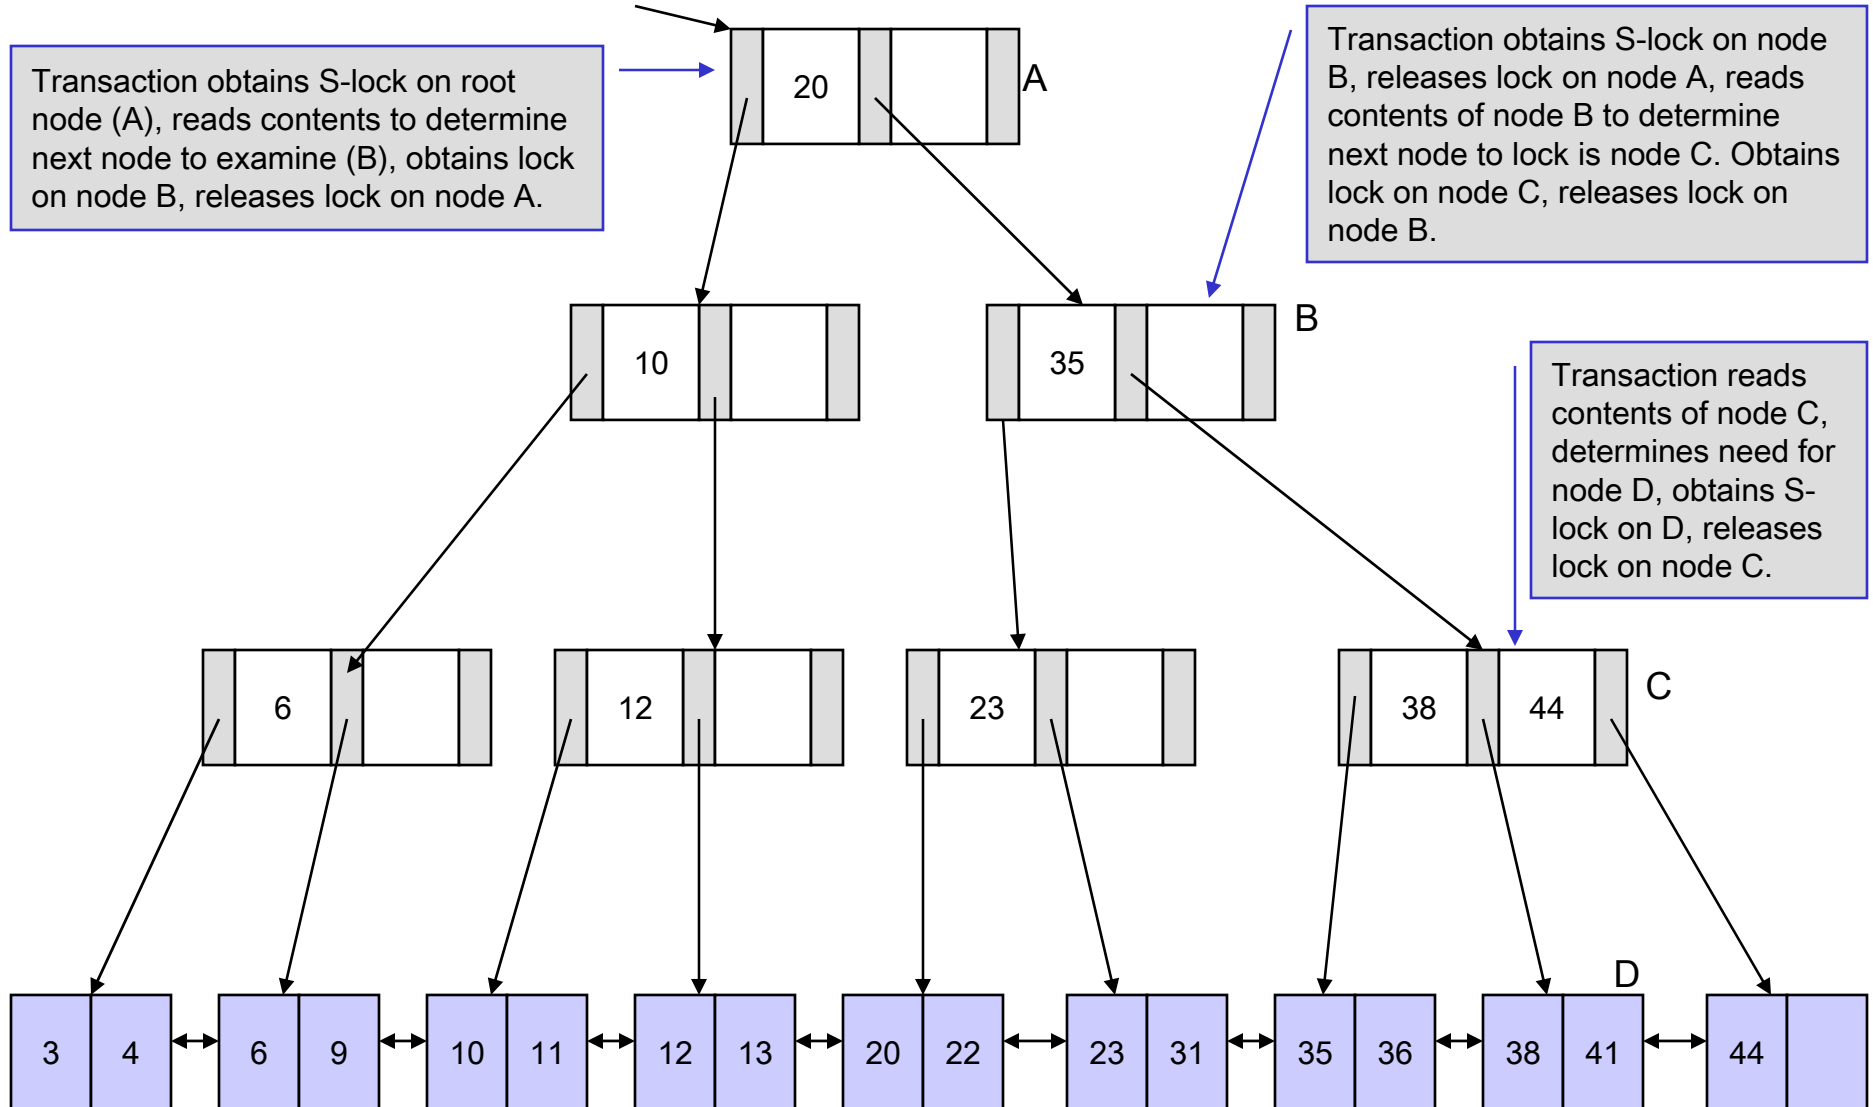 Transaction obtains S-lock on root
node (A), reads contents to determine
next node to examine (B), obtains lock
on node B, releases lock on node A.
20
A
Transaction obtains S-lock on node
B, releases lock on node A, reads
contents of node B to determine
next node to lock is node C. Obtains
lock on node C, releases lock on
node B.
10
35
B
Transaction reads
contents of node C,
determines need for
node D, obtains S-
lock on D, releases
lock on node C.
6
12
23
38
44
C
D
3
4
6
9
10
11
12
13
20
22
23
31
35
36
38
41
44